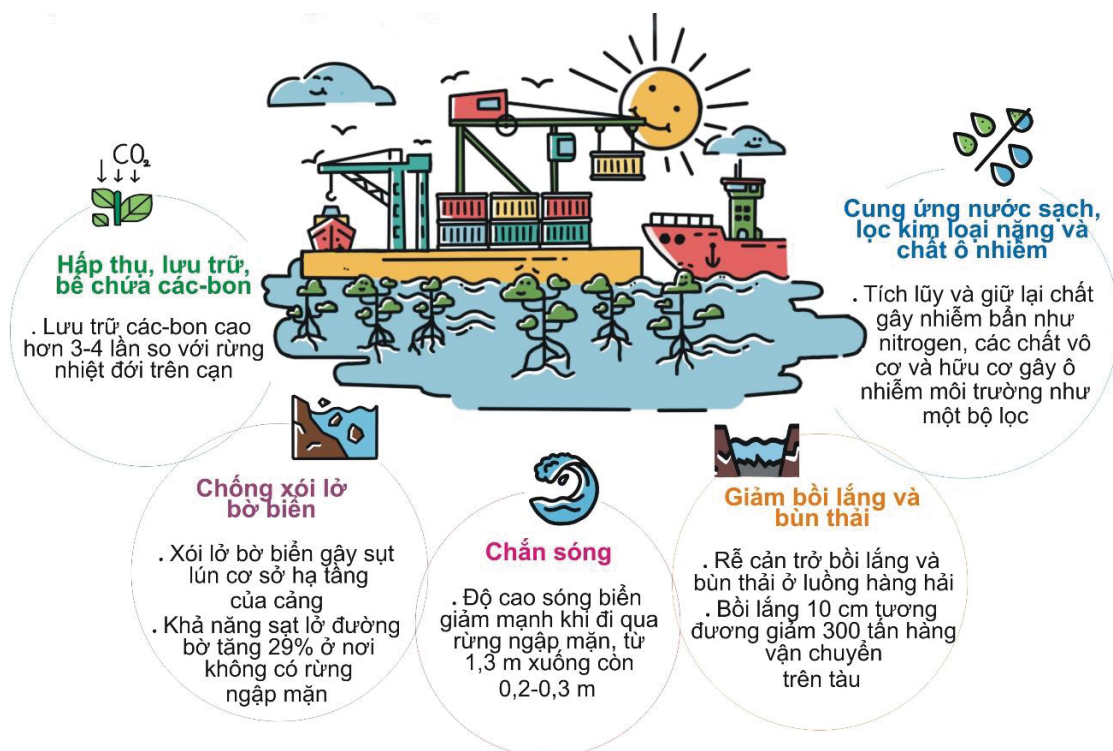 CO₂
Hấp thụ, lưu trữ,
bể chứa các-bon
. Lưu trữ các-bon cao
hơn 3-4 lần so với rừng
nhiệt đới trên cạn
Chống xói lở
bờ biển
. Xói lở bờ biển gây sụt
lún cơ sở hạ tầng
của cảng
. Khả năng sạt lở đường
bờ tăng 29% ở nơi
không có rừng
ngập mặn
Chắn sóng
. Độ cao sóng biển
giảm mạnh khi đi qua
rừng ngập mặn, từ
1,3 m xuống còn
0,2-0,3 m
Giảm bồi lắng và
bùn thải
. Rễ cản trở bồi lắng và
bùn thải ở luồng hàng hải
. Bồi lắng 10 cm tương
đương giảm 300 tấn hàng
vận chuyển
trên tàu
Cung ứng nước sạch,
lọc kim loại nặng và
chất ô nhiễm
. Tích lũy và giữ lại chất
gây nhiễm bẩn như
nitrogen, các chất vô
cơ và hữu cơ gây ô
nhiễm môi trường như
một bộ lọc